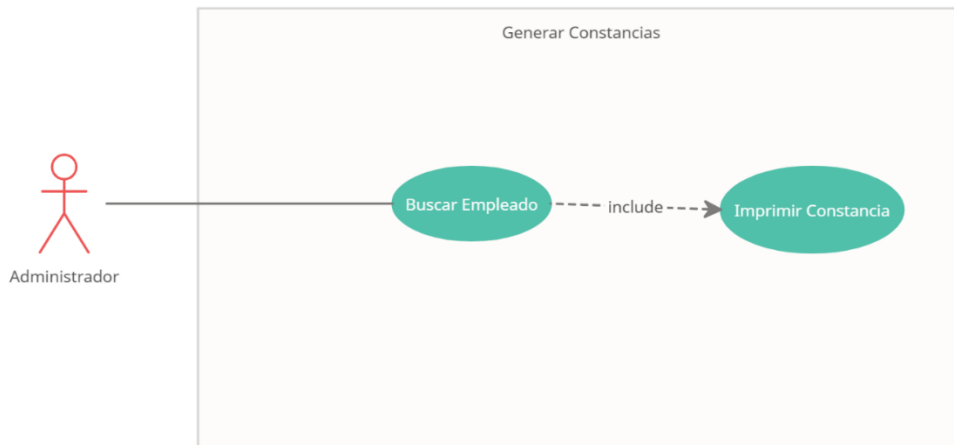 Generar Constancias
Buscar Empleado
include
Imprimir Constancia
Administrador